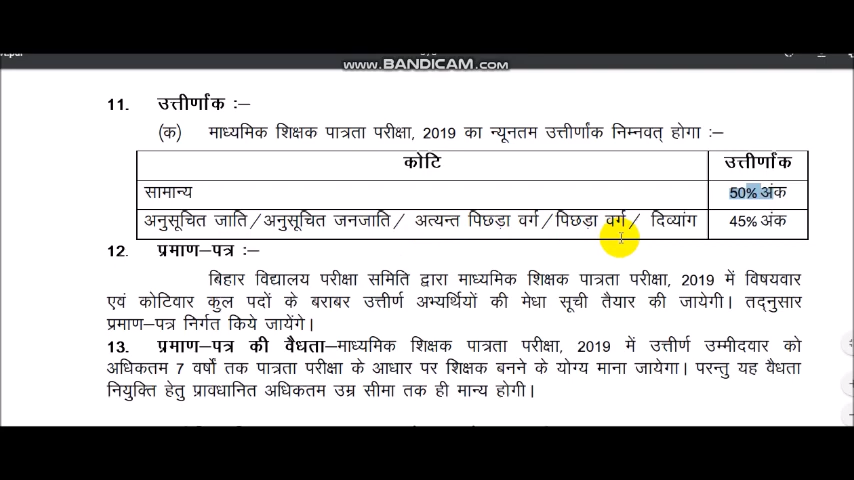 www.BANDICAM.com
11. उत्तीर्णांक :–
(क) माध्यमिक शिक्षक पात्रता परीक्षा, 2019 का न्यूनतम उत्तीर्णांक निम्नवत् होगा :–
कोटि उत्तीर्णांक
सामान्य 50% अंक
अनुसूचित जाति/अनुसूचित जनजाति/ अत्यन्त पिछड़ा वर्ग/पिछड़ा वर्ग/ दिव्यांग 45% अंक
12. प्रमाण–पत्र :–
बिहार विद्यालय परीक्षा समिति द्वारा माध्यमिक शिक्षक पात्रता परीक्षा, 2019 में विषयवार
एवं कोटिवार कुल पदों के बराबर उत्तीर्ण अभ्यर्थियों की मेधा सूची तैयार की जायेगी। तद्नुसार
प्रमाण–पत्र निर्गत किये जायेंगे।
13. प्रमाण–पत्र की वैधता–माध्यमिक शिक्षक पात्रता परीक्षा, 2019 में उत्तीर्ण उम्मीदवार को
अधिकतम 7 वर्षों तक पात्रता परीक्षा के आधार पर शिक्षक बनने के योग्य माना जायेगा। परन्तु यह वैधता
नियुक्ति हेतु प्रावधानित अधिकतम उम्र सीमा तक ही मान्य होगी।